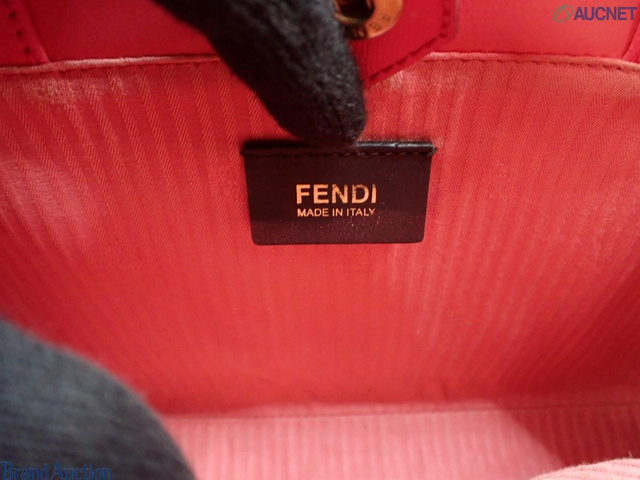 AUCNET
FENDI
MADE IN ITALY
Brand Auction